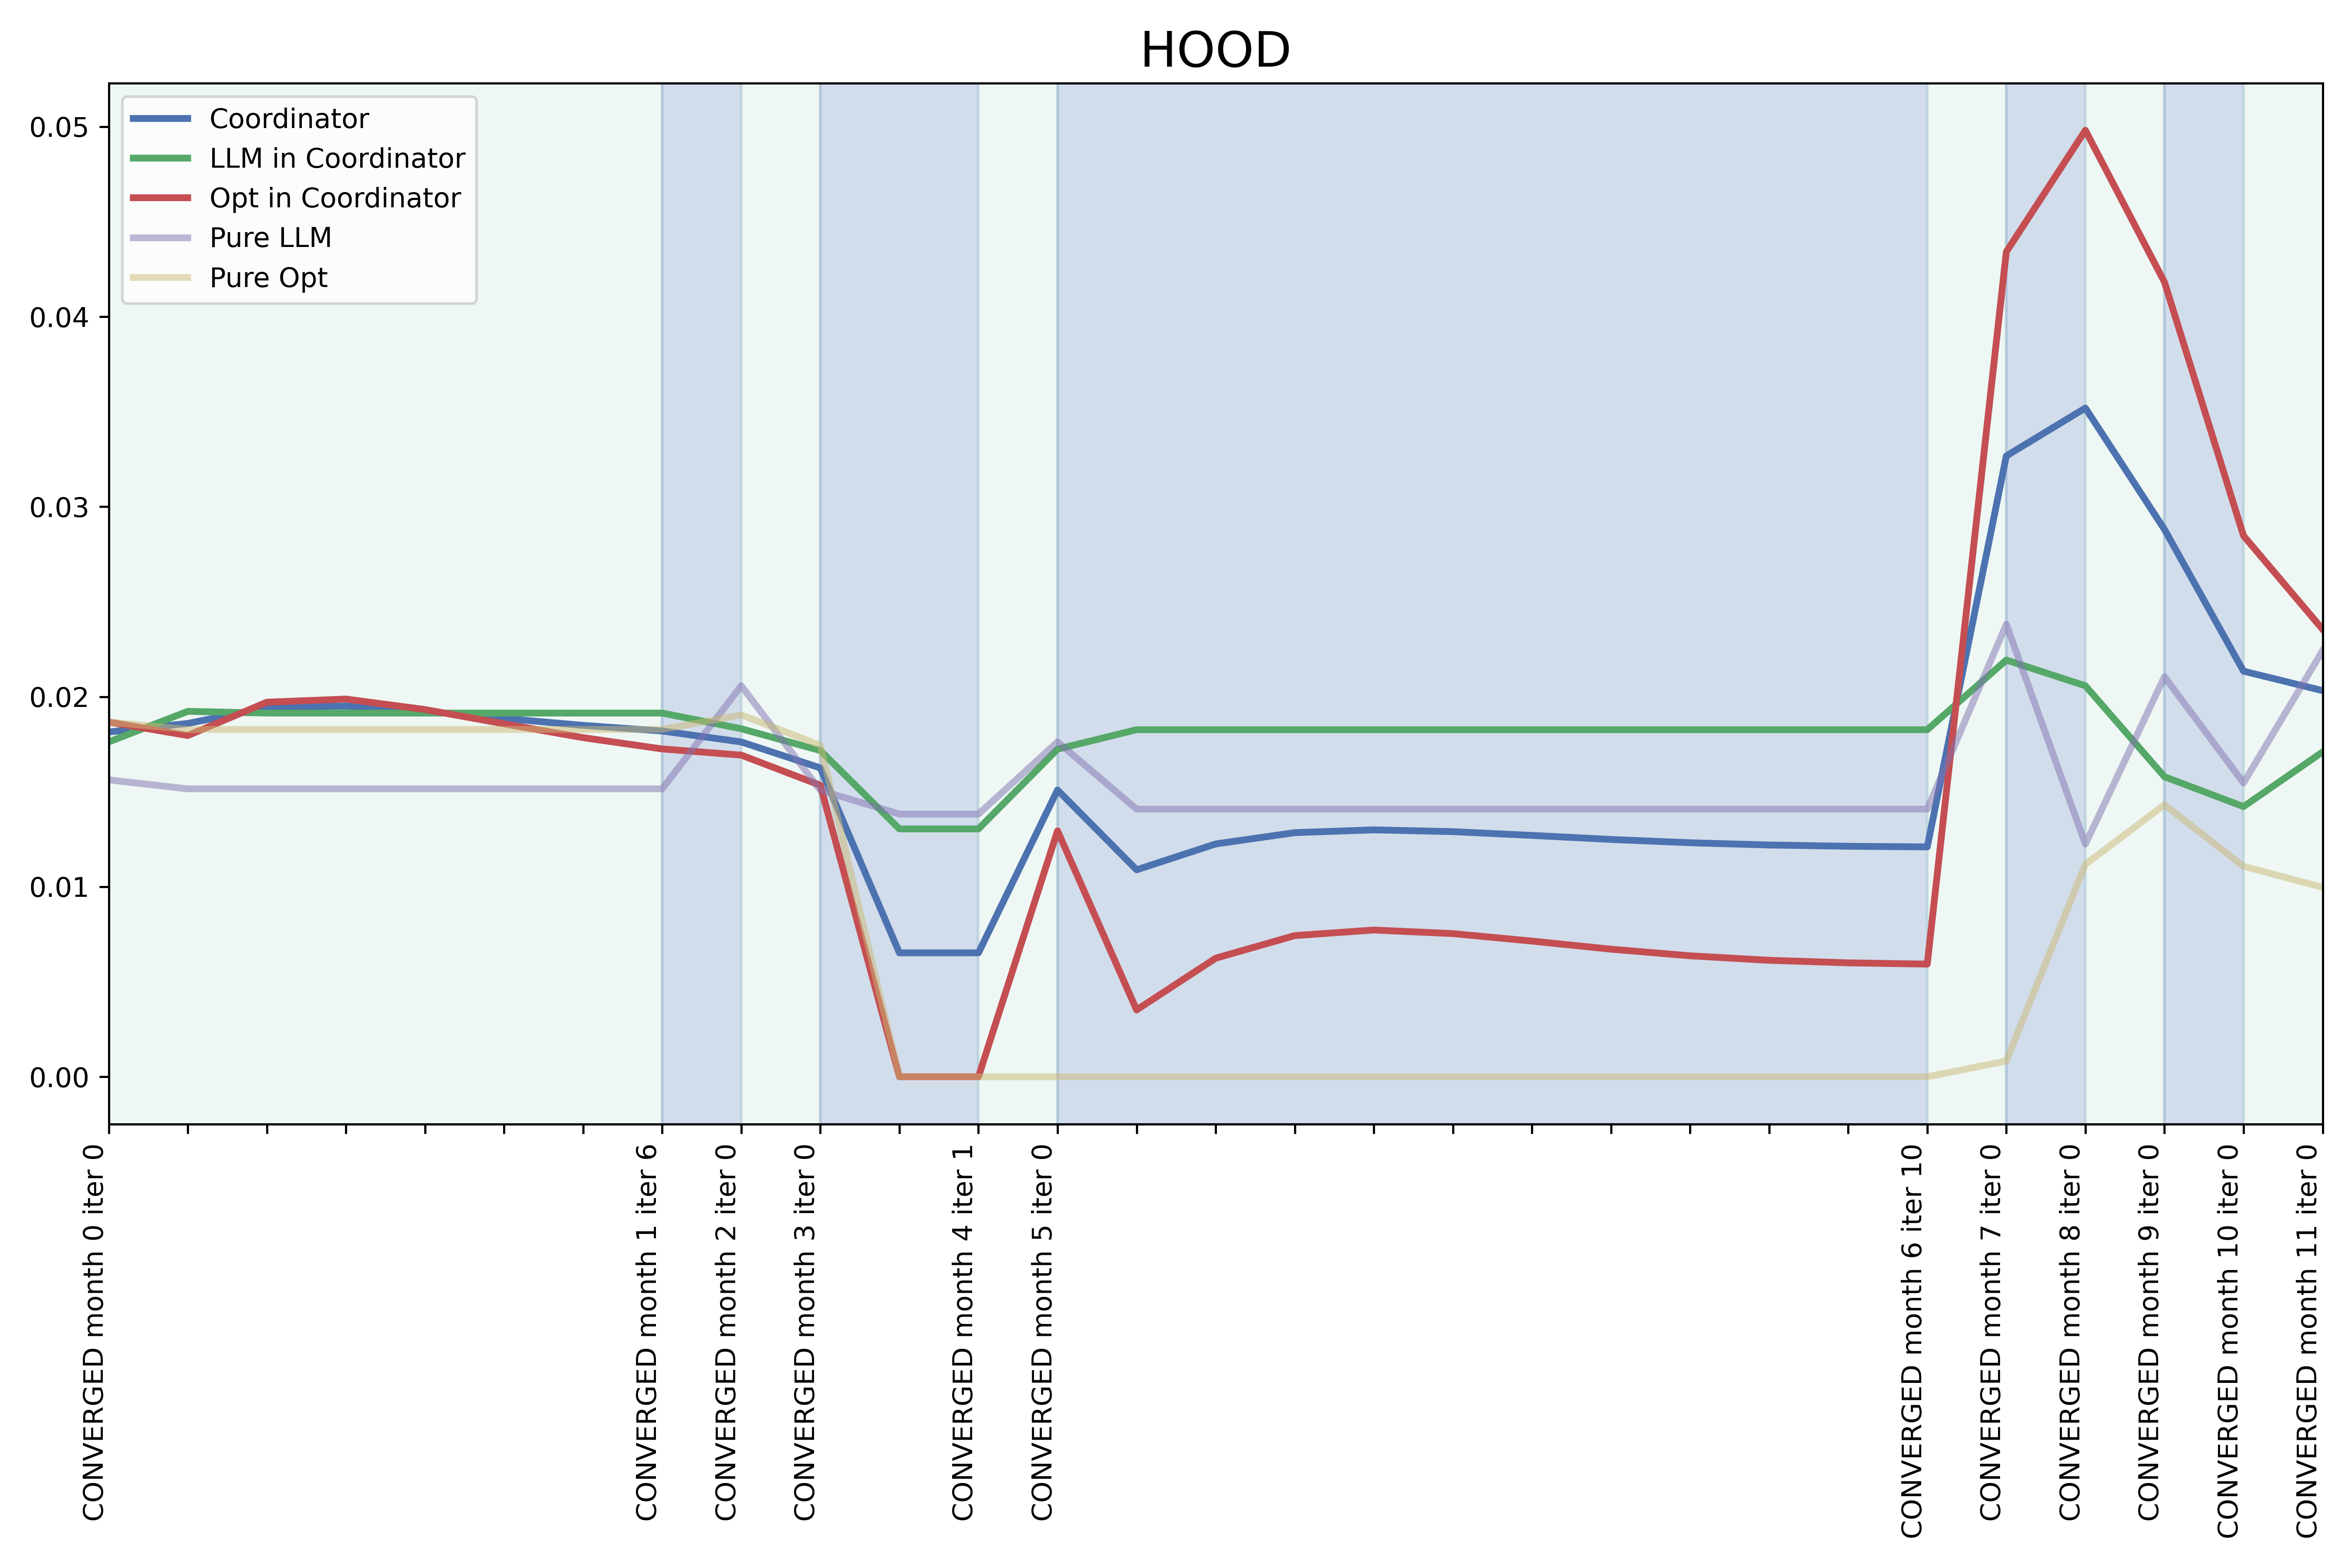 HOOD
Coordinator
LLM in Coordinator
Opt in Coordinator
Pure LLM
Pure Opt
0.05
0.04
0.03
0.02
0.01
0.00
CONVERGED month 0 iter 0
CONVERGED month 1 iter 6
CONVERGED month 2 iter 0
CONVERGED month 3 iter 0
CONVERGED month 4 iter 1
CONVERGED month 5 iter 0
CONVERGED month 6 iter 10
CONVERGED month 7 iter 0
CONVERGED month 8 iter 0
CONVERGED month 9 iter 0
CONVERGED month 10 iter 0
CONVERGED month 11 iter 0